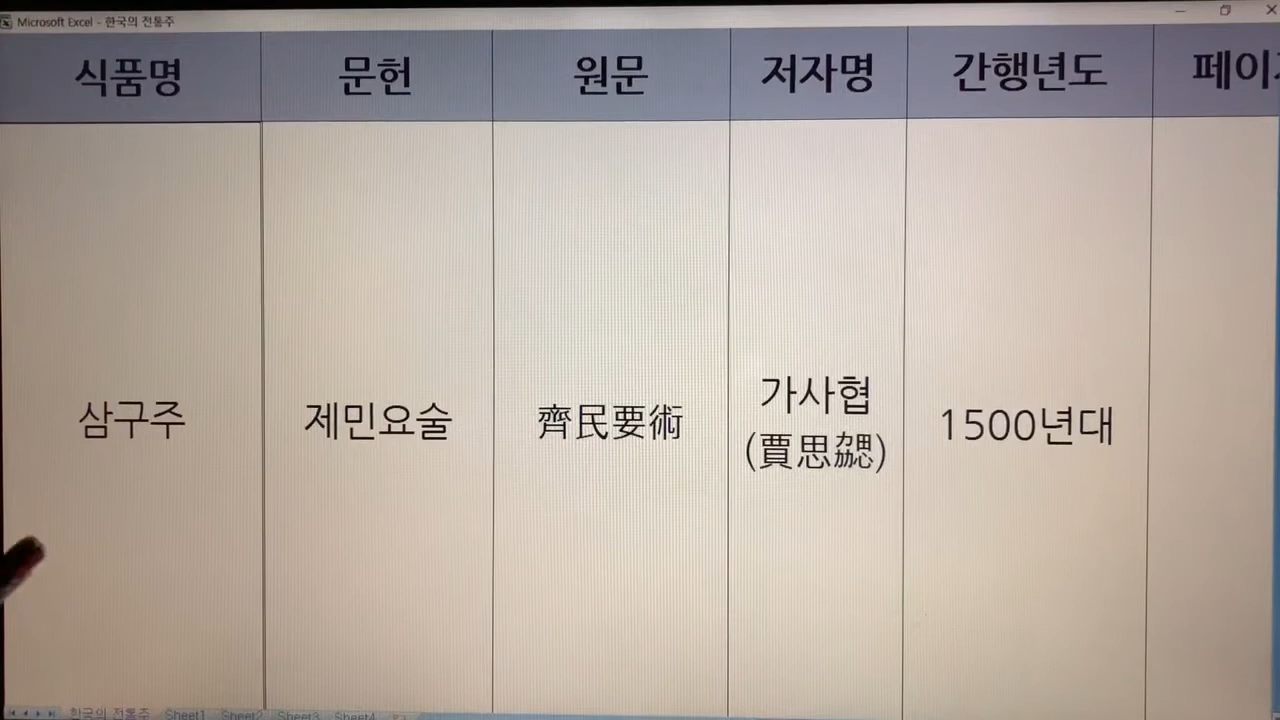 Microsoft Excel - 한국의 전통주
식품명 문헌 원문 저자명 간행년도 페이
삼구주 제민요술 齊民要術 가사협 1500년대
(賈思勰)
한국의 전통주 Sheet1 Sheet2 Sheet3 Sheet4